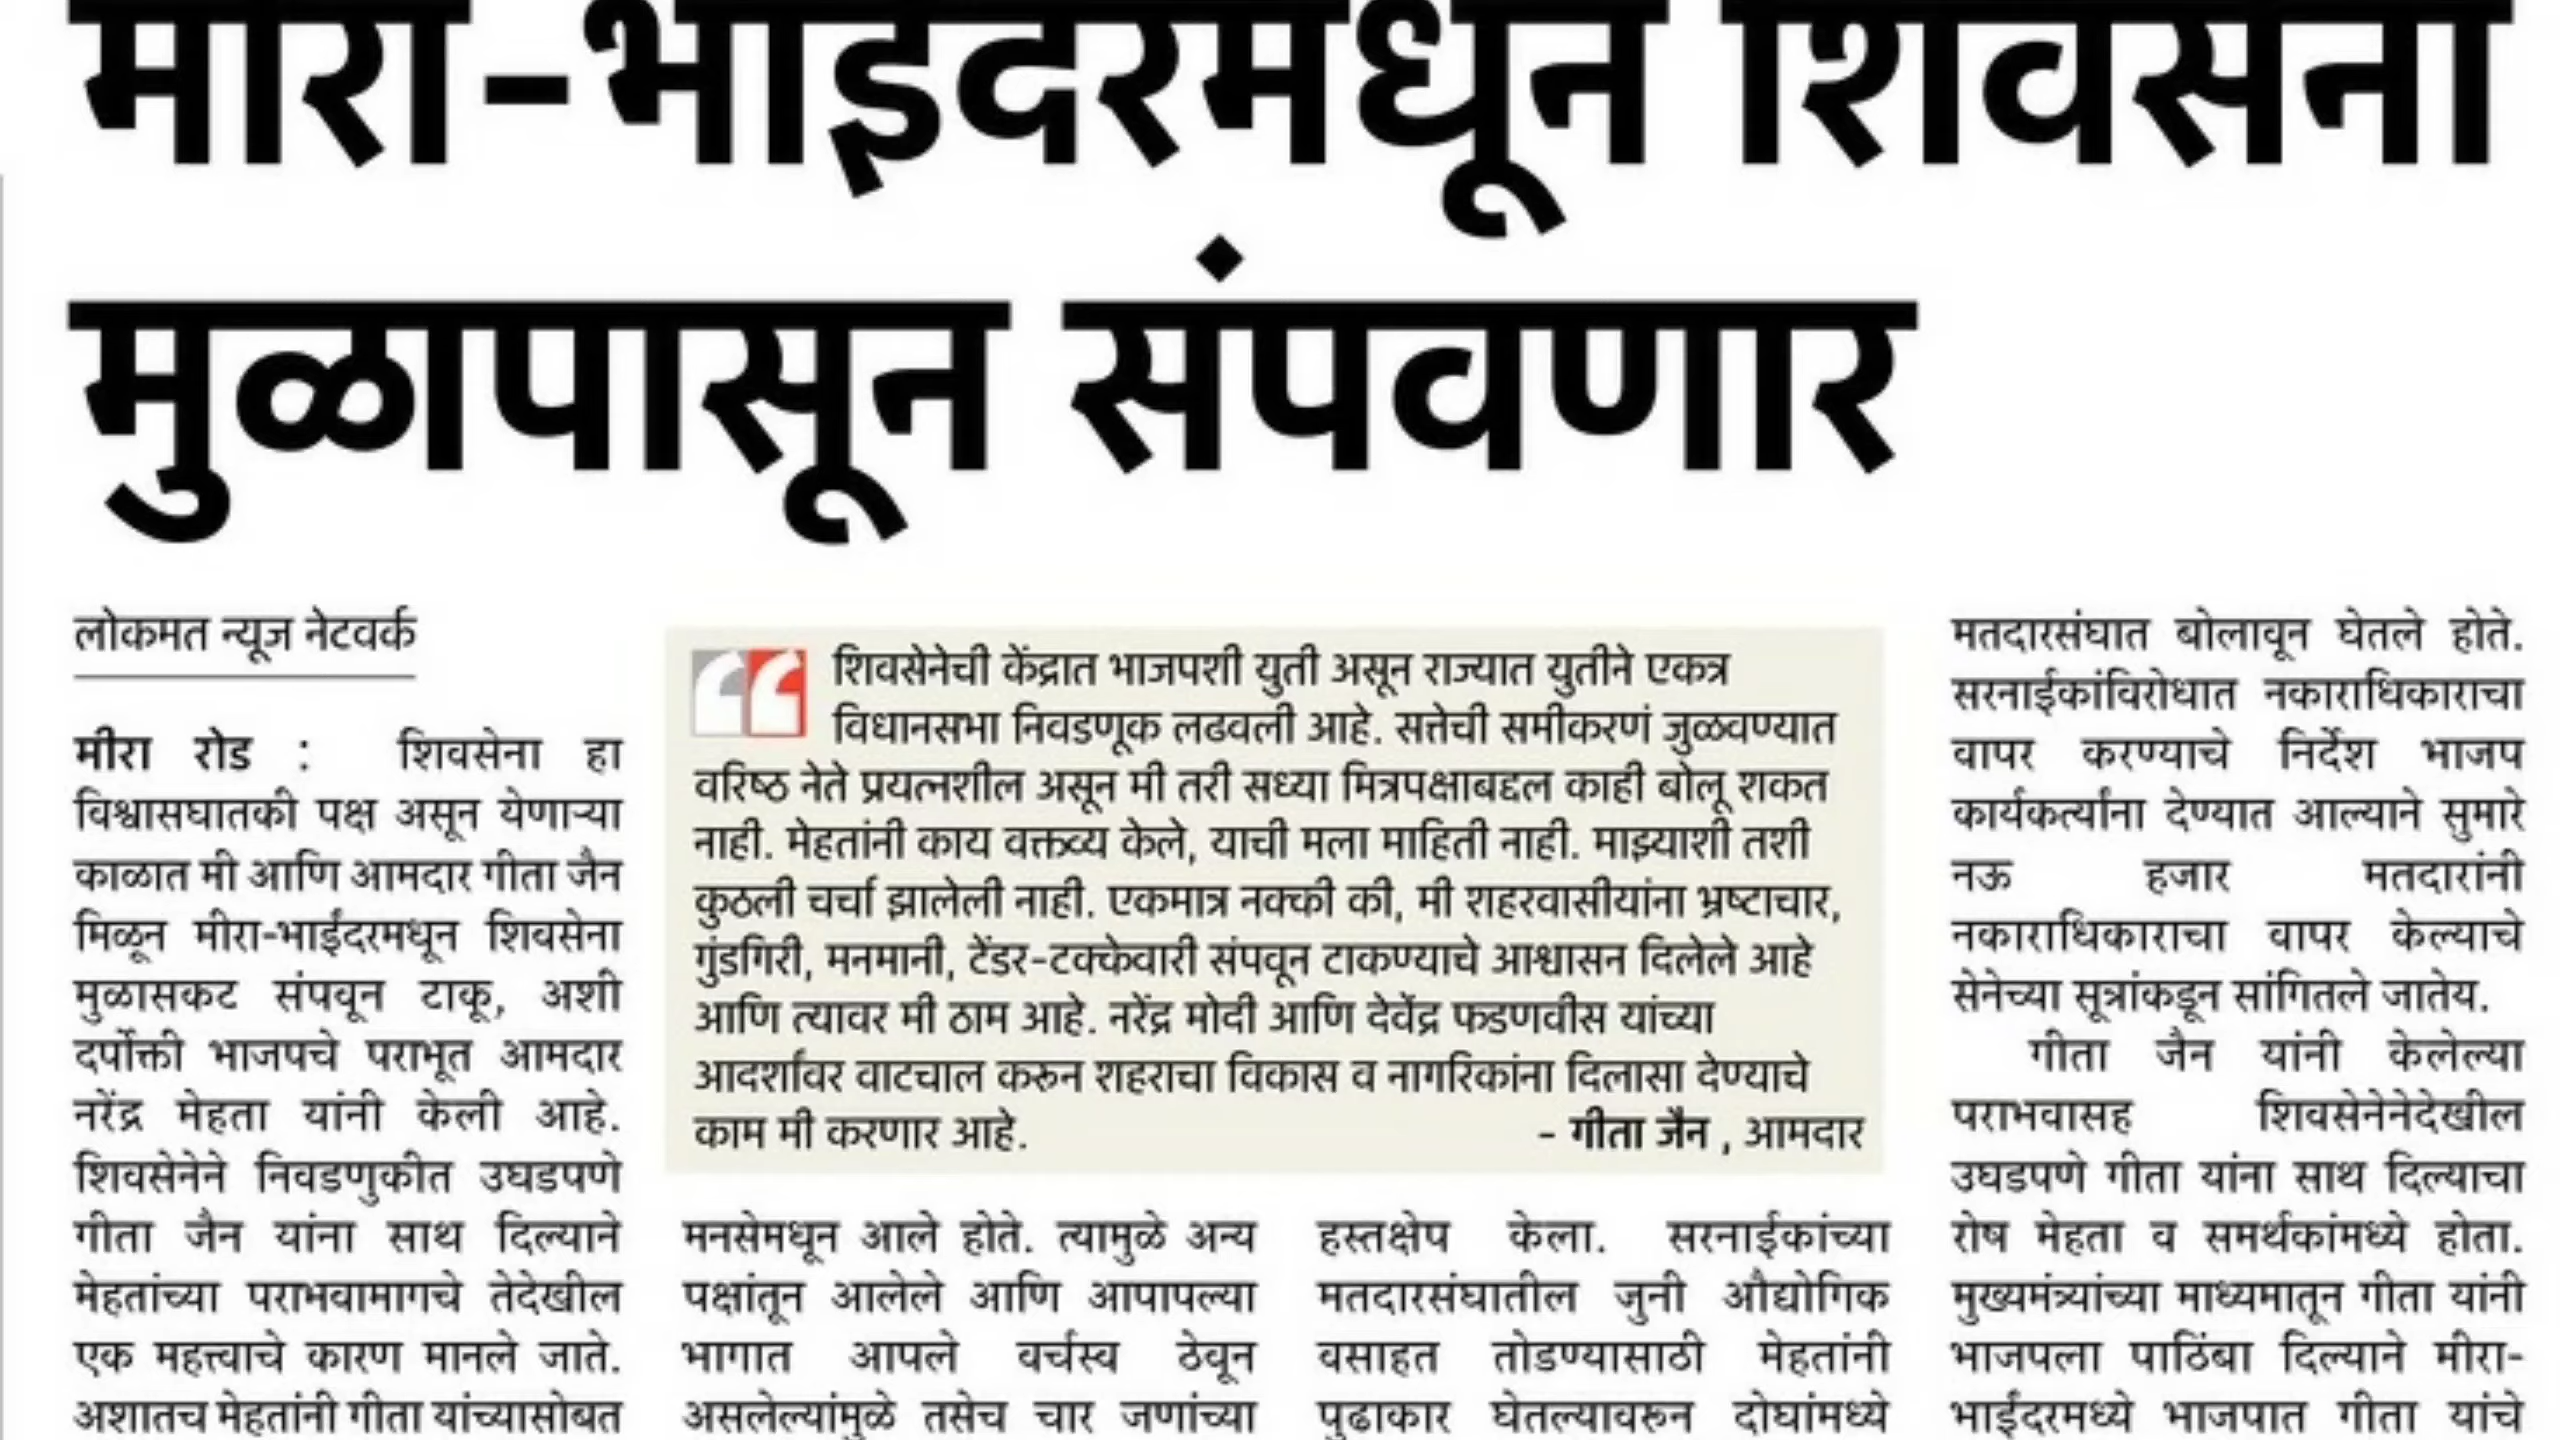 मीरा-भाईंदरमधून शिवसेना
मुळापासून संपवणार
लोकमत न्यूज नेटवर्क
मीरा रोड : शिवसेना हा
विश्वासघातकी पक्ष असून येणाऱ्या
काळात मी आणि आमदार गीता जैन
मिळून मीरा-भाईंदरमधून शिवसेना
मुळासकट संपवून टाकू, अशी
दर्पोक्ती भाजपचे पराभूत आमदार
नरेंद्र मेहता यांनी केली आहे.
शिवसेनेने निवडणुकीत उघडपणे
गीता जैन यांना साथ दिल्याने
मेहतांच्या पराभवामागचे तेदेखील
एक महत्त्वाचे कारण मानले जाते.
अशातच मेहतांनी गीता यांच्यासोबत
शिवसेनेची केंद्रात भाजपशी युती असून राज्यात युतीने एकत्र
विधानसभा निवडणूक लढवली आहे. सत्तेची समीकरणं जुळवण्यात
वरिष्ठ नेते प्रयत्नशील असून मी तरी सध्या मित्रपक्षाबद्दल काही बोलू शकत
नाही. मेहतांनी काय वक्तव्य केले, याची मला माहिती नाही. माझ्याशी तशी
कुठली चर्चा झालेली नाही. एकमात्र नक्की की, मी शहरवासीयांना भ्रष्टाचार,
गुंडगिरी, मनमानी, टेंडर-टक्केवारी संपवून टाकण्याचे आश्वासन दिलेले आहे
आणि त्यावर मी ठाम आहे. नरेंद्र मोदी आणि देवेंद्र फडणवीस यांच्या
आदर्शावर वाटचाल करून शहराचा विकास व नागरिकांना दिलासा देण्याचे
काम मी करणार आहे. - गीता जैन , आमदार
मनसेमधून आले होते. त्यामुळे अन्य
पक्षांतून आलेले आणि आपापल्या
भागात आपले वर्चस्व ठेवून
असलेल्यांमुळे तसेच चार जणांच्या
हस्तक्षेप केला. सरनाईकांच्या
मतदारसंघातील जुनी औद्योगिक
वसाहत तोडण्यासाठी मेहतांनी
पुढाकार घेतल्यावरून दोघांमध्ये
मतदारसंघात बोलावून घेतले होते.
सरनाईकांविरोधात नकाराधिकाराचा
वापर करण्याचे निर्देश भाजप
कार्यकर्त्यांना देण्यात आल्याने सुमारे
नऊ हजार मतदारांनी
नकाराधिकाराचा वापर केल्याचे
सेनेच्या सूत्रांकडून सांगितले जातेय.
गीता जैन यांनी केलेल्या
पराभवासह शिवसेनेनेदेखील
उघडपणे गीता यांना साथ दिल्याचा
रोष मेहता व समर्थकांमध्ये होता.
मुख्यमंत्र्यांच्या माध्यमातून गीता यांनी
भाजपला पाठिंबा दिल्याने मीरा-
भाईंदरमध्ये भाजपात गीता यांचे